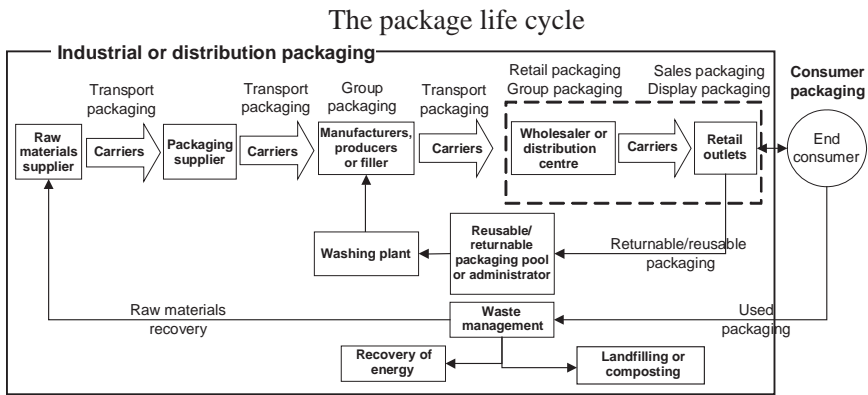 The package life cycle
Industrial or distribution packaging
Transport
packaging
Transport
packaging
Group
packaging
Transport
packaging
Retail packaging
Group packaging
Sales packaging
Display packaging
Consumer
packaging
Raw
materials
supplier
Carriers
Packaging
supplier
Carriers
Manufacturers,
producers
or filler
Carriers
Wholesaler or
distribution
centre
Carriers
Retail
outlets
End
consumer
Washing plant
Reusable/
returnable
packaging pool
or administrator
Returnable/reusable
packaging
Raw materials
recovery
Waste
management
Used
packaging
Recovery of
energy
Landfilling or
composting